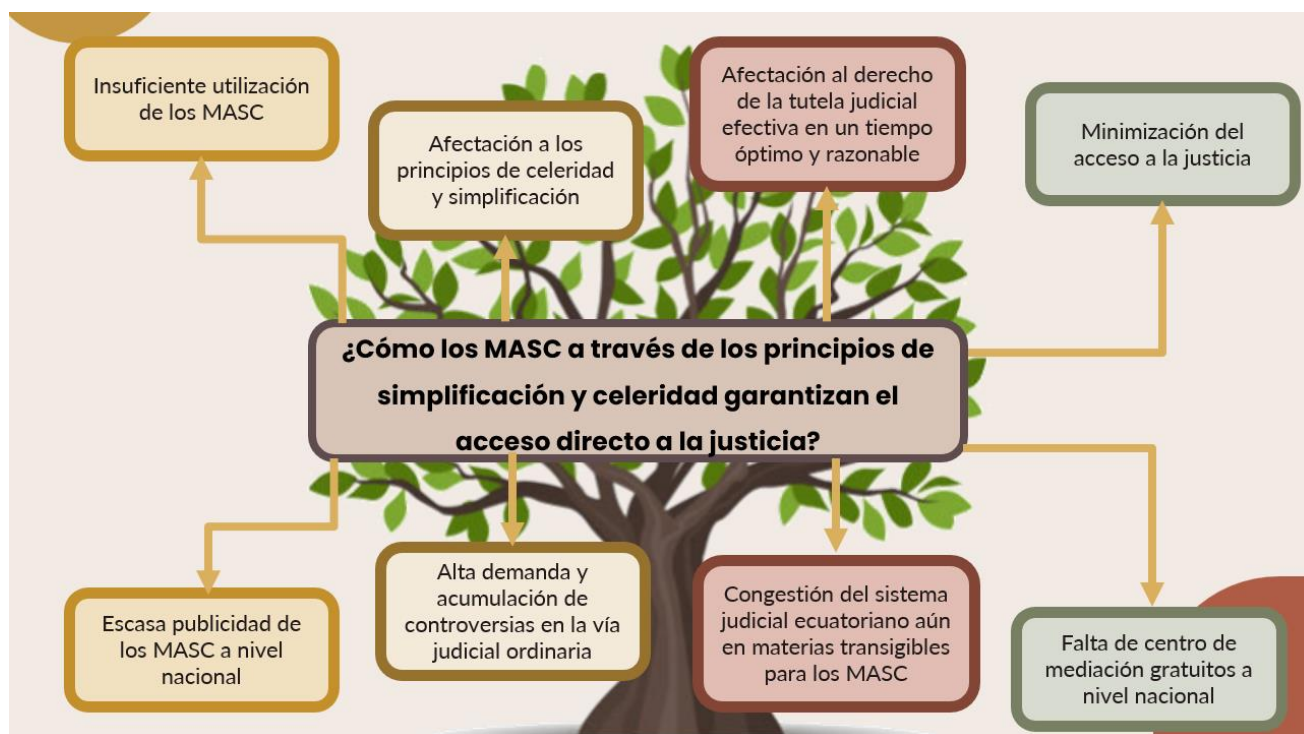 Insuficiente utilización
de los MASC
Afectación a los
principios de celeridad
y simplificación
Afectación al derecho
de la tutela judicial
efectiva en un tiempo
óptimo y razonable
Minimización del
acceso a la justicia
¿Cómo los MASC a través de los principios de
simplificación y celeridad garantizan el
acceso directo a la justicia?
Escasa publicidad de
los MASC a nivel
nacional
Alta demanda y
acumulación de
controversias en la vía
judicial ordinaria
Congestión del sistema
judicial ecuatoriano aún
en materias transigibles
para los MASC
Falta de centro de
mediación gratuitos a
nivel nacional